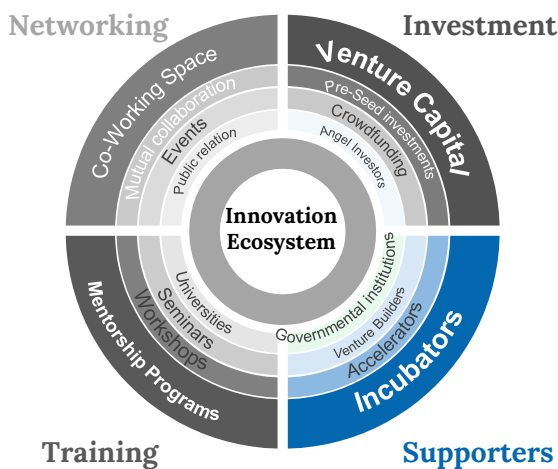 Networking
Investment
Co-Working Space
Mutual collaboration
Events
Public relation
Venture Capital
Pre-Seed investments
Crowdfunding
Angel Investors
Innovation
Ecosystem
Mentorship Programs
Workshops
Seminars
Universities
Governmental institutions
Venture Builders
Accelerators
Incubators
Training
Supporters